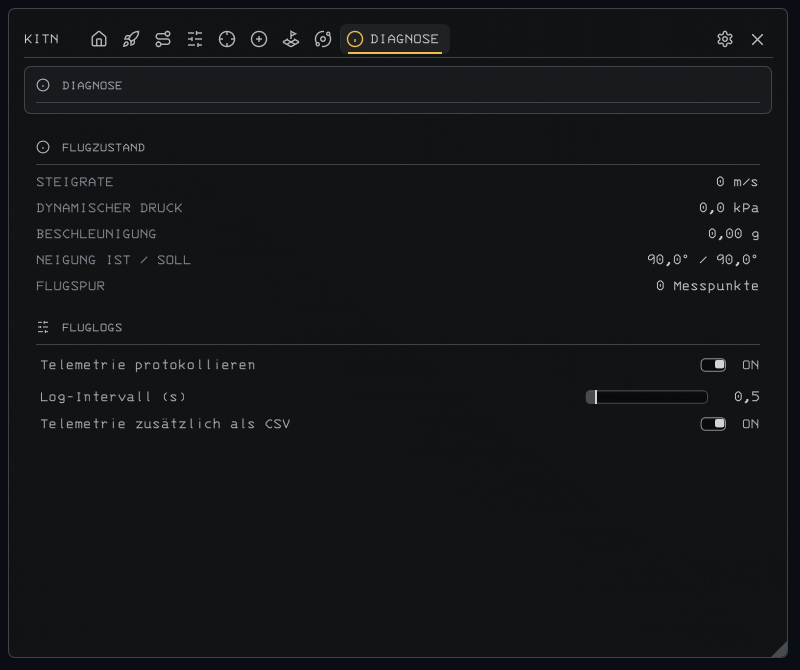 KITN DIAGNOSE
DIAGNOSE
FLUGZUSTAND
STEIGRATE 0 m/s
DYNAMISCHER DRUCK 0,0 kPa
BESCHLEUNIGUNG 0,00 g
NEIGUNG IST / SOLL 90,0° / 90,0°
FLUGSPUR 0 Messpunkte
FLUGLOGS
Telemetrie protokollieren ON
Log-Intervall (s) 0,5
Telemetrie zusätzlich als CSV ON